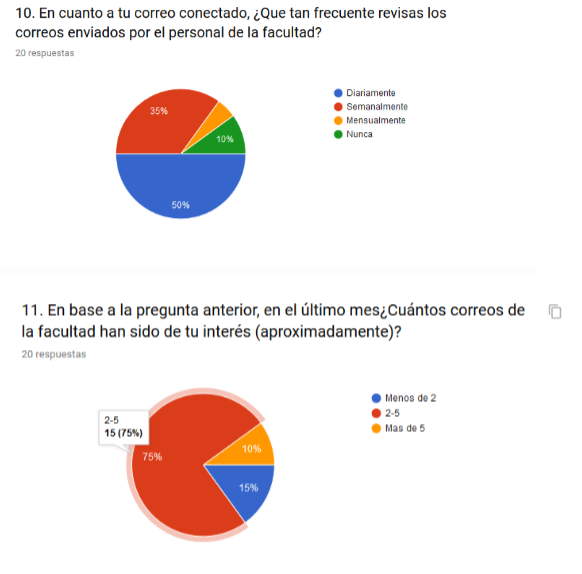 10. En cuanto a tu correo conectado, ¿Que tan frecuente revisas los
correos enviados por el personal de la facultad?
20 respuestas
Diariamente
Semanalmente
Mensualmente
Nunca
35%
10%
50%
11. En base a la pregunta anterior, en el último mes¿Cuántos correos de
la facultad han sido de tu interés (aproximadamente)?
20 respuestas
Menos de 2
2-5
Mas de 5
2-5
15 (75%)
75%
10%
15%